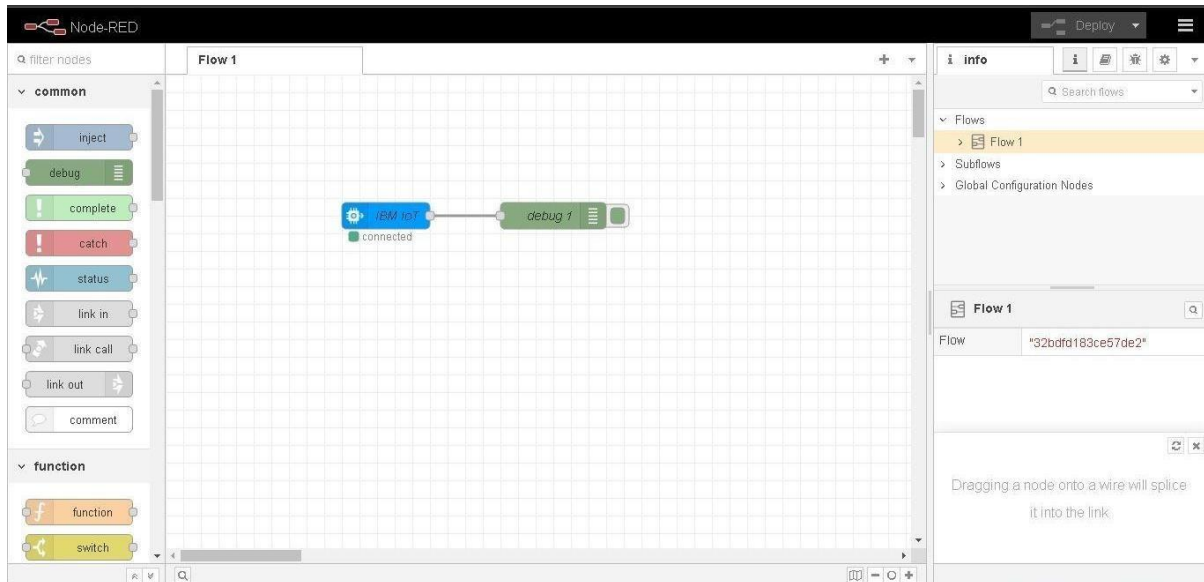 Node-RED
Deploy
filter nodes
common
inject
debug
complete
catch
status
link in
link call
link out
comment
function
function
switch
Flow 1
IBM IoT
connected
debug 1
info
Search flows
Flows
Flow 1
Subflows
Global Configuration Nodes
Flow 1
Flow "32bdfd183ce57de2"
Dragging a node onto a wire will splice
it into the link